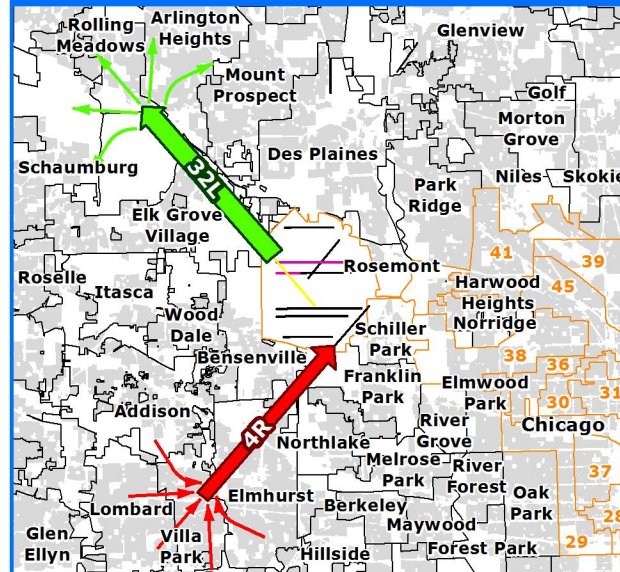 Rolling
Meadows
Arlington
Heights
Glenview
Mount
Prospect
Golf
Morton
Grove
Des Plaines
Schaumburg
32L
Niles
Skokie
Park
Ridge
Elk Grove
Village
41
39
Rosemont
Roselle
Itasca
Harwood
Heights
Norridge
45
Wood
Dale
Schiller
Park
Bensenville
38
36
Franklin
Park
Elmwood
Park
31
30
Addison
4R
River
Grove
Chicago
Northlake
Melrose
Park
River
Forest
37
Lombard
Elmhurst
Berkeley
Oak
Park
28
Maywood
Glen
Ellyn
Villa
Park
Hillside
Forest Park
29